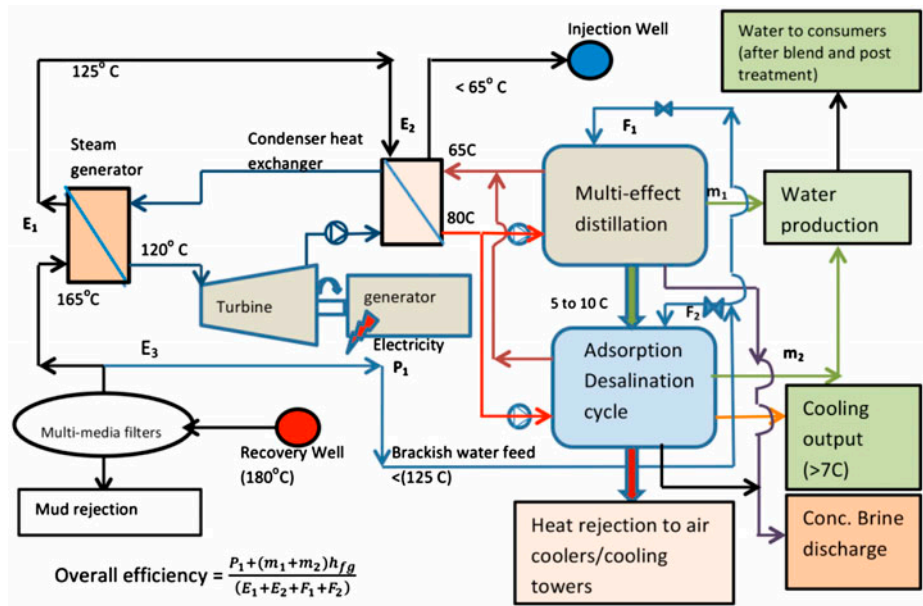 Injection Well
Water to consumers
(after blend and post
treatment)
125° C
< 65° C
E2
F1
Steam
generator
Condenser heat
exchanger
65C
Multi-effect
distillation
m1
Water
production
E1
80C
120° C
165°C
Turbine
generator
Electricity
5 to 10 C
F2
E3
P1
Adsorption
Desalination
cycle
m2
Multi-media filters
Recovery Well
(180°C)
Brackish water feed
<(125 C)
Cooling
output
(>7C)
Mud rejection
Heat rejection to air
coolers/cooling
towers
Conc. Brine
discharge
Overall efficiency = P1+(m1+m2)hfg
(E1+E2+F1+F2)